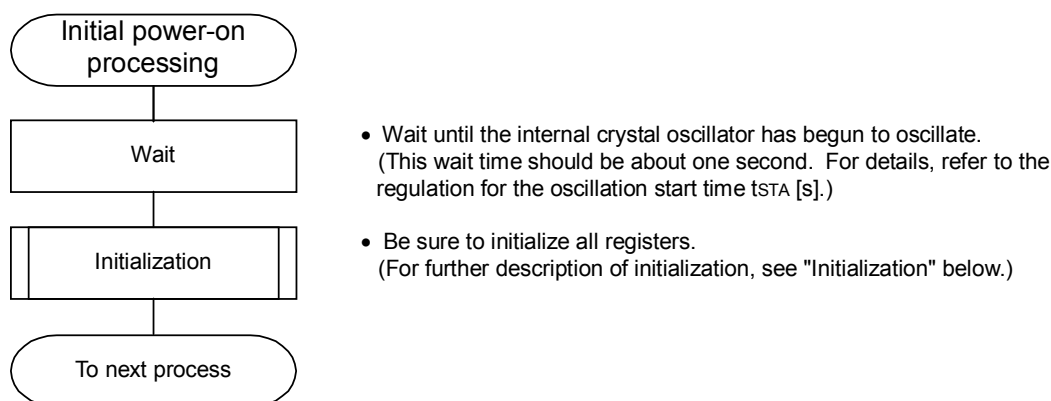 Initial power-on
processing
Wait
• Wait until the internal crystal oscillator has begun to oscillate.
(This wait time should be about one second. For details, refer to the
regulation for the oscillation start time tSTA [s].)
Initialization
• Be sure to initialize all registers.
(For further description of initialization, see "Initialization" below.)
To next process